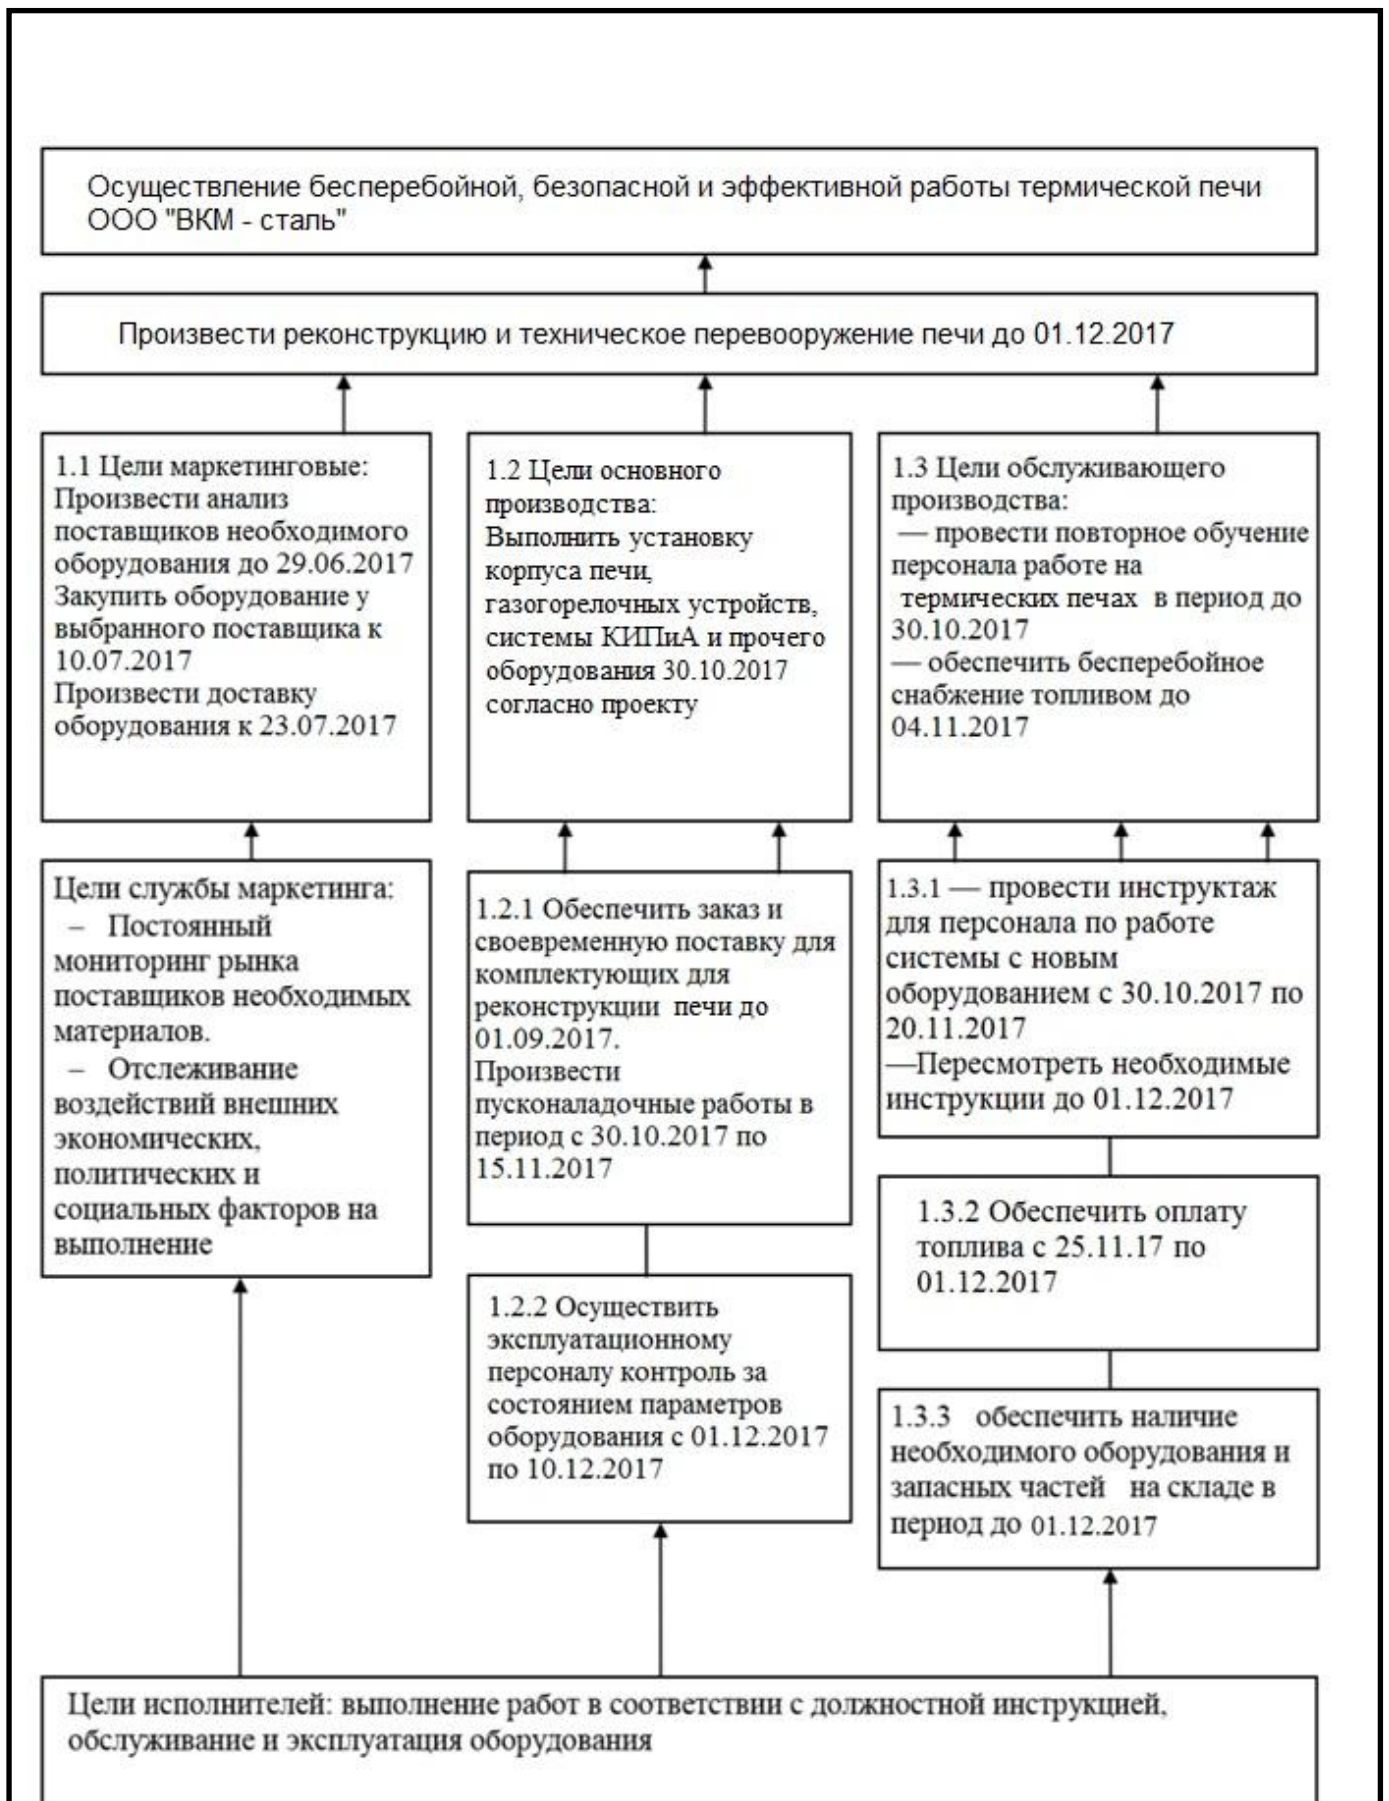 Осуществление бесперебойной, безопасной и эффективной работы термической печи
ООО "ВКМ - сталь"
Произвести реконструкцию и техническое перевооружение печи до 01.12.2017
1.1 Цели маркетинговые:
Произвести анализ
поставщиков необходимого
оборудования до 29.06.2017
Закупить оборудование у
выбранного поставщика к
10.07.2017
Произвести доставку
оборудования к 23.07.2017
1.2 Цели основного
производства:
Выполнить установку
корпуса печи,
газогорелочных устройств,
системы КИПиА и прочего
оборудования 30.10.2017
согласно проекту
1.3 Цели обслуживающего
производства:
— провести повторное обучение
персонала работе на
термических печах в период до
30.10.2017
— обеспечить бесперебойное
снабжение топливом до
04.11.2017
Цели службы маркетинга:
– Постоянный
мониторинг рынка
поставщиков необходимых
материалов.
– Отслеживание
воздействий внешних
экономических,
политических и
социальных факторов на
выполнение
1.2.1 Обеспечить заказ и
своевременную поставку для
комплектующих для
реконструкции печи до
01.09.2017.
Произвести
пусконаладочные работы в
период с 30.10.2017 по
15.11.2017
1.2.2 Осуществить
эксплуатационному
персоналу контроль за
состоянием параметров
оборудования с 01.12.2017
по 10.12.2017
1.3.1 — провести инструктаж
для персонала по работе
системы с новым
оборудованием с 30.10.2017 по
20.11.2017
—Пересмотреть необходимые
инструкции до 01.12.2017
1.3.2 Обеспечить оплату
топлива с 25.11.17 по
01.12.2017
1.3.3 обеспечить наличие
необходимого оборудования и
запасных частей на складе в
период до 01.12.2017
Цели исполнителей: выполнение работ в соответствии с должностной инструкцией,
обслуживание и эксплуатация оборудования